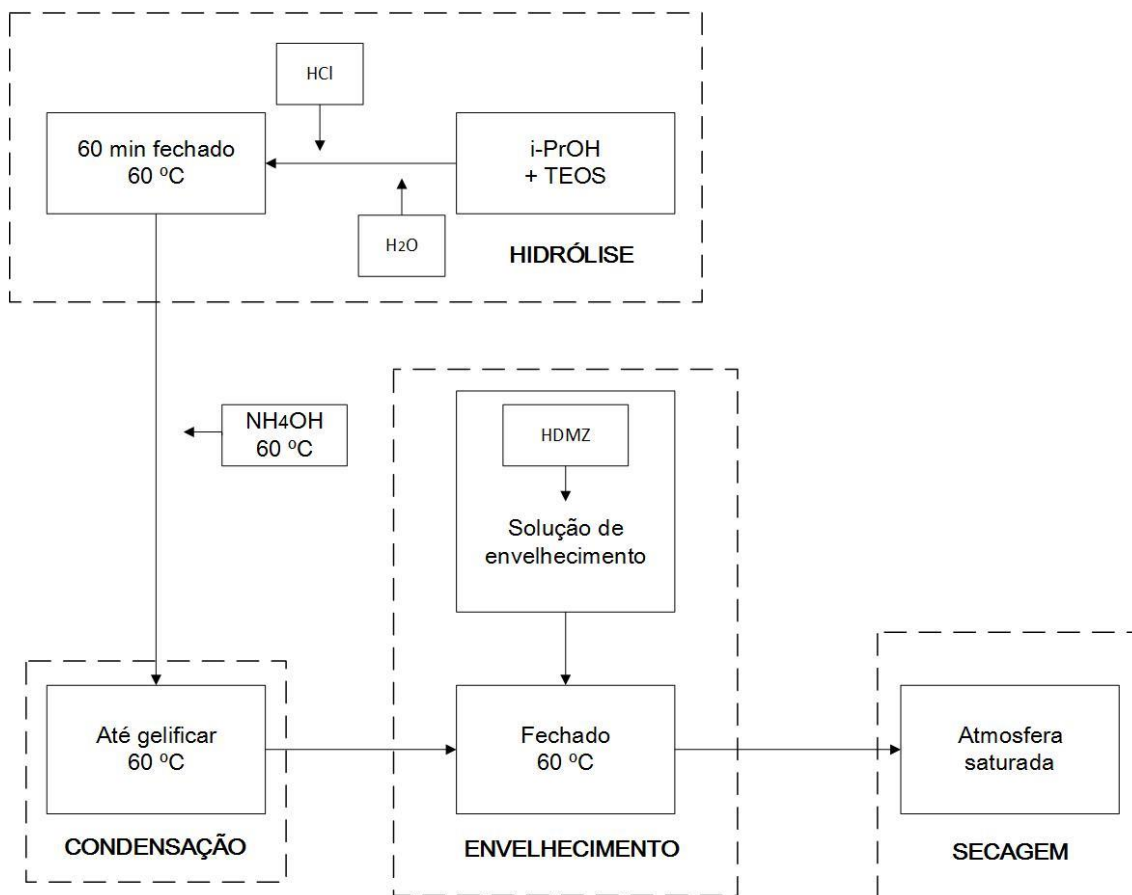 HCl
60 min fechado
60 ºC
i-PrOH
+ TEOS
H2O
HIDRÓLISE
NH4OH
60 ºC
HDMZ
Solução de
envelhecimento
Até gelificar
60 ºC
Fechado
60 ºC
Atmosfera
saturada
CONDENSAÇÃO
ENVELHECIMENTO
SECAGEM